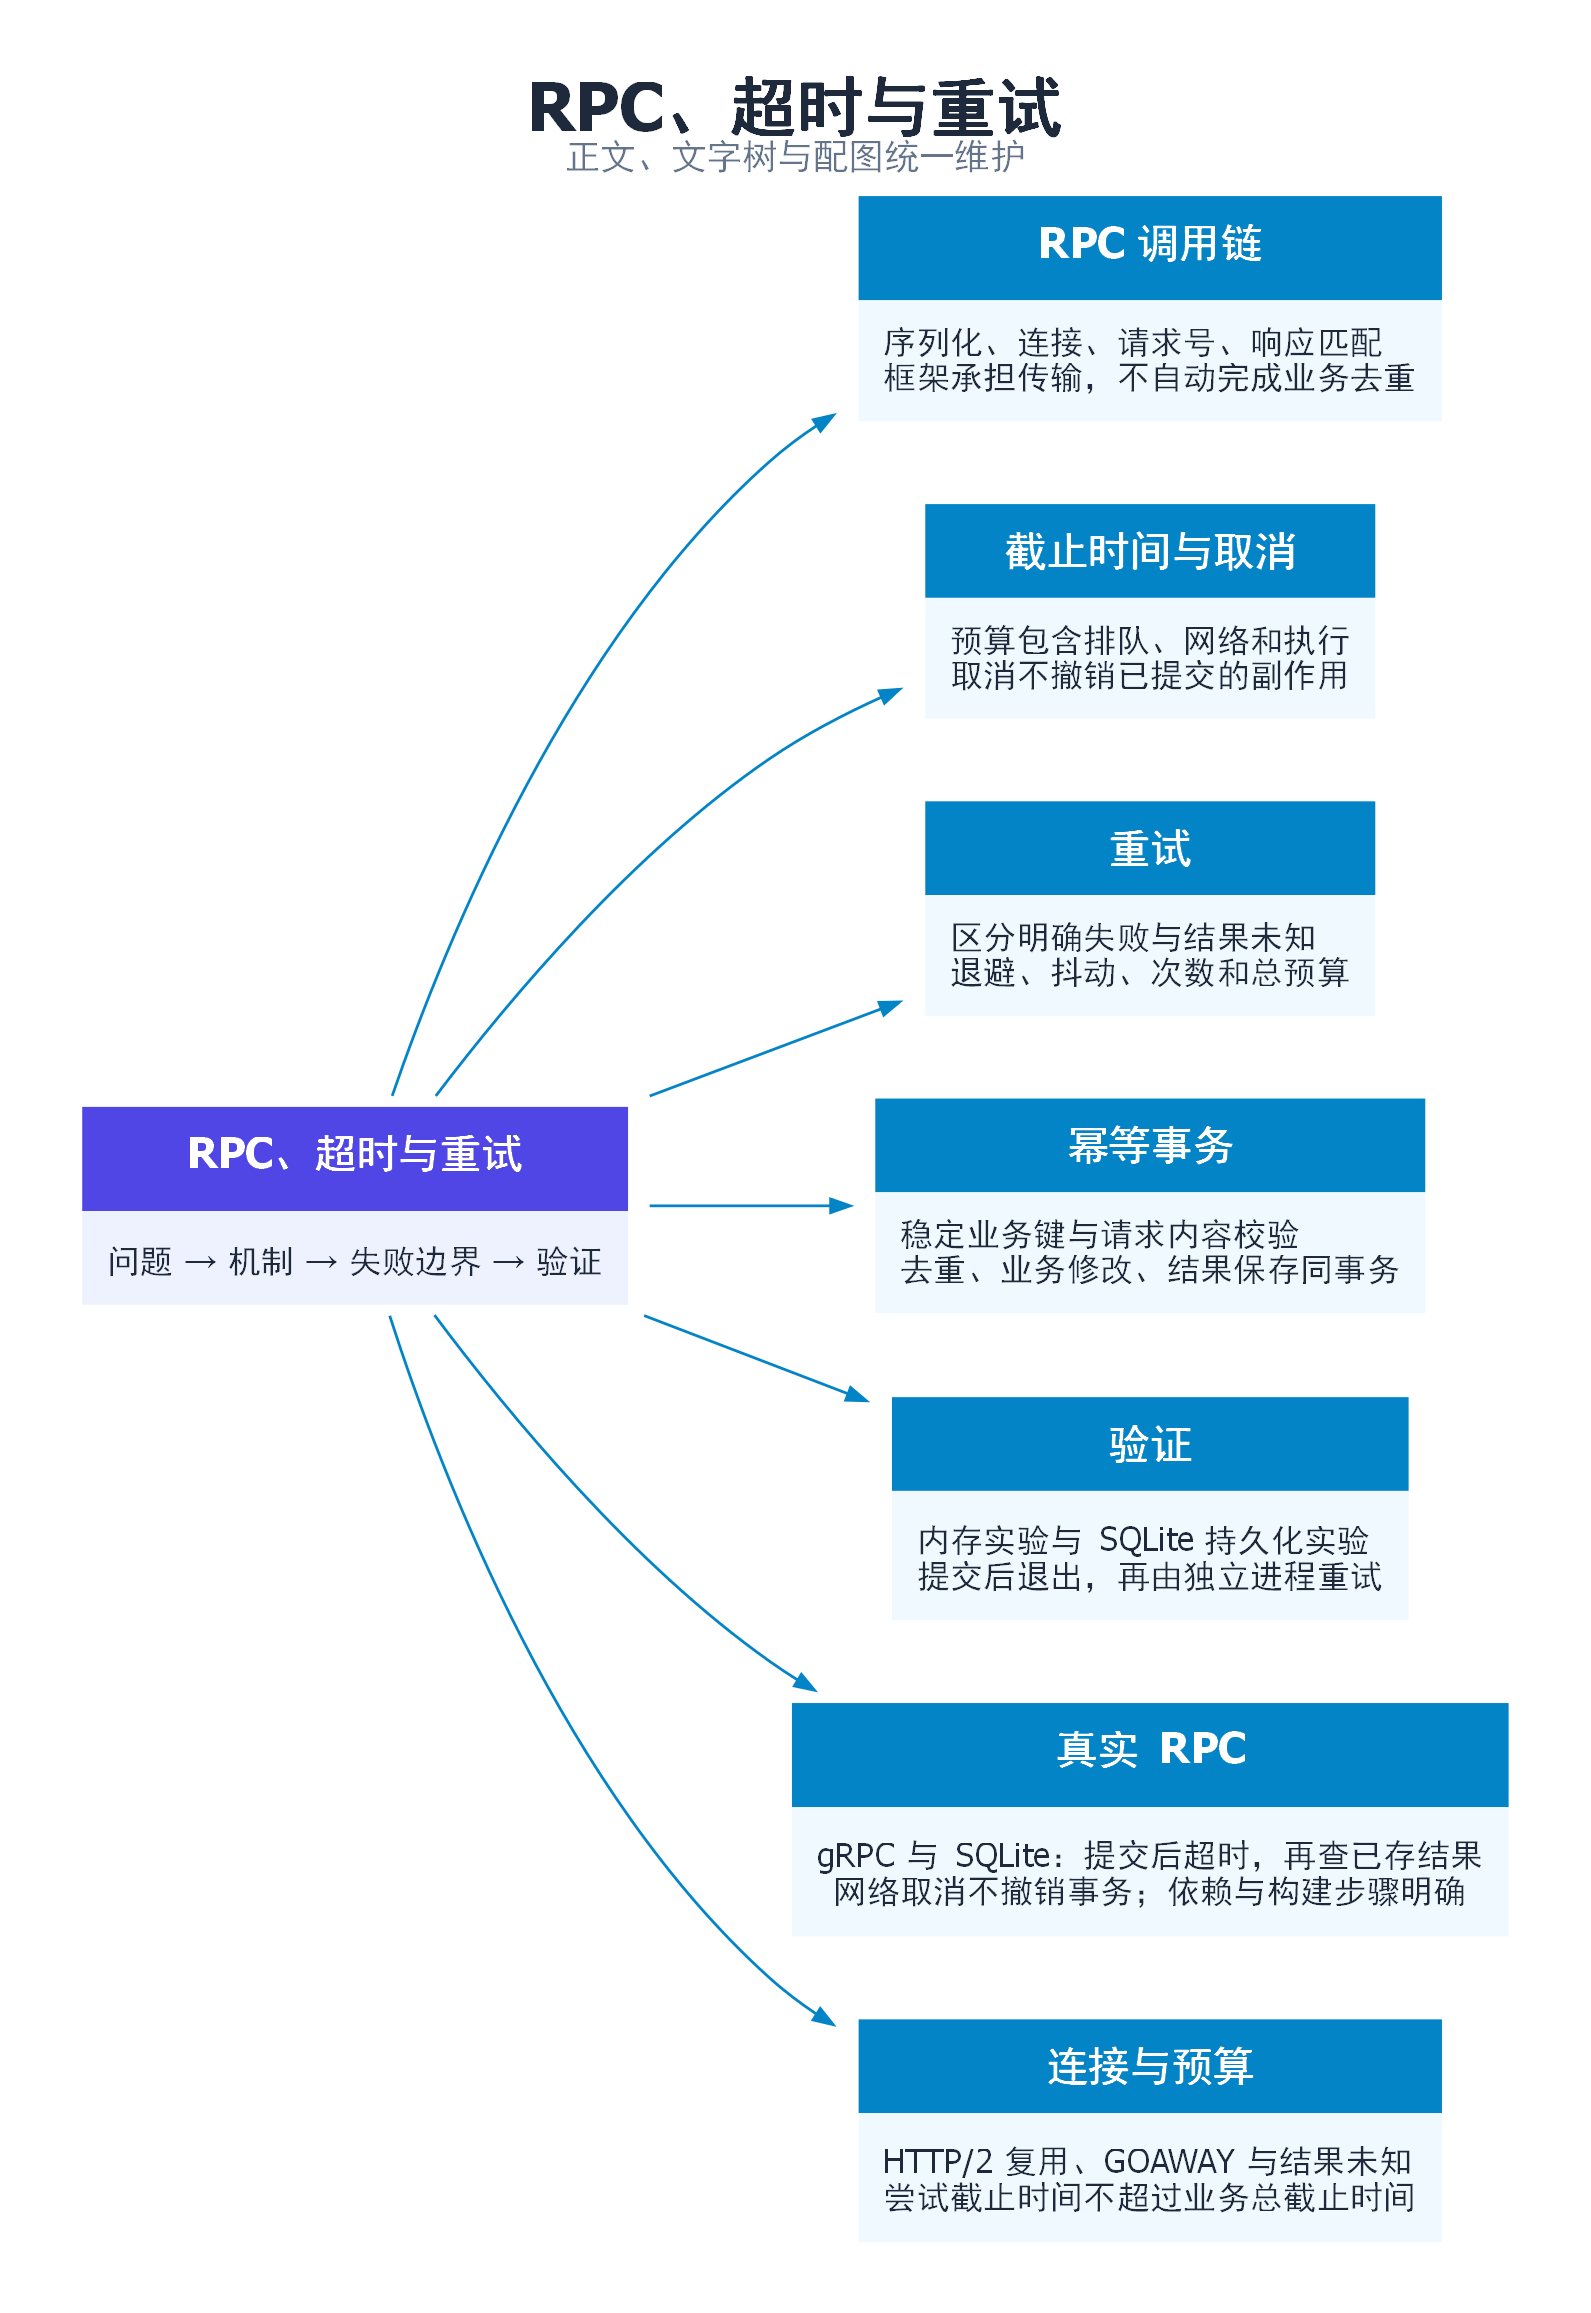 RPC、超时与重试
正文、文字树与配图统一维护
RPC 调用链
序列化、连接、请求号、响应匹配
框架承担传输，不自动完成业务去重
截止时间与取消
预算包含排队、网络和执行
取消不撤销已提交的副作用
重试
区分明确失败与结果未知
退避、抖动、次数和总预算
RPC、超时与重试
问题 → 机制 → 失败边界 → 验证
幂等事务
稳定业务键与请求内容校验
去重、业务修改、结果保存同事务
验证
内存实验与 SQLite 持久化实验
提交后退出，再由独立进程重试
真实 RPC
gRPC 与 SQLite：提交后超时，再查已存结果
网络取消不撤销事务；依赖与构建步骤明确
连接与预算
HTTP/2 复用、GOAWAY 与结果未知
尝试截止时间不超过业务总截止时间